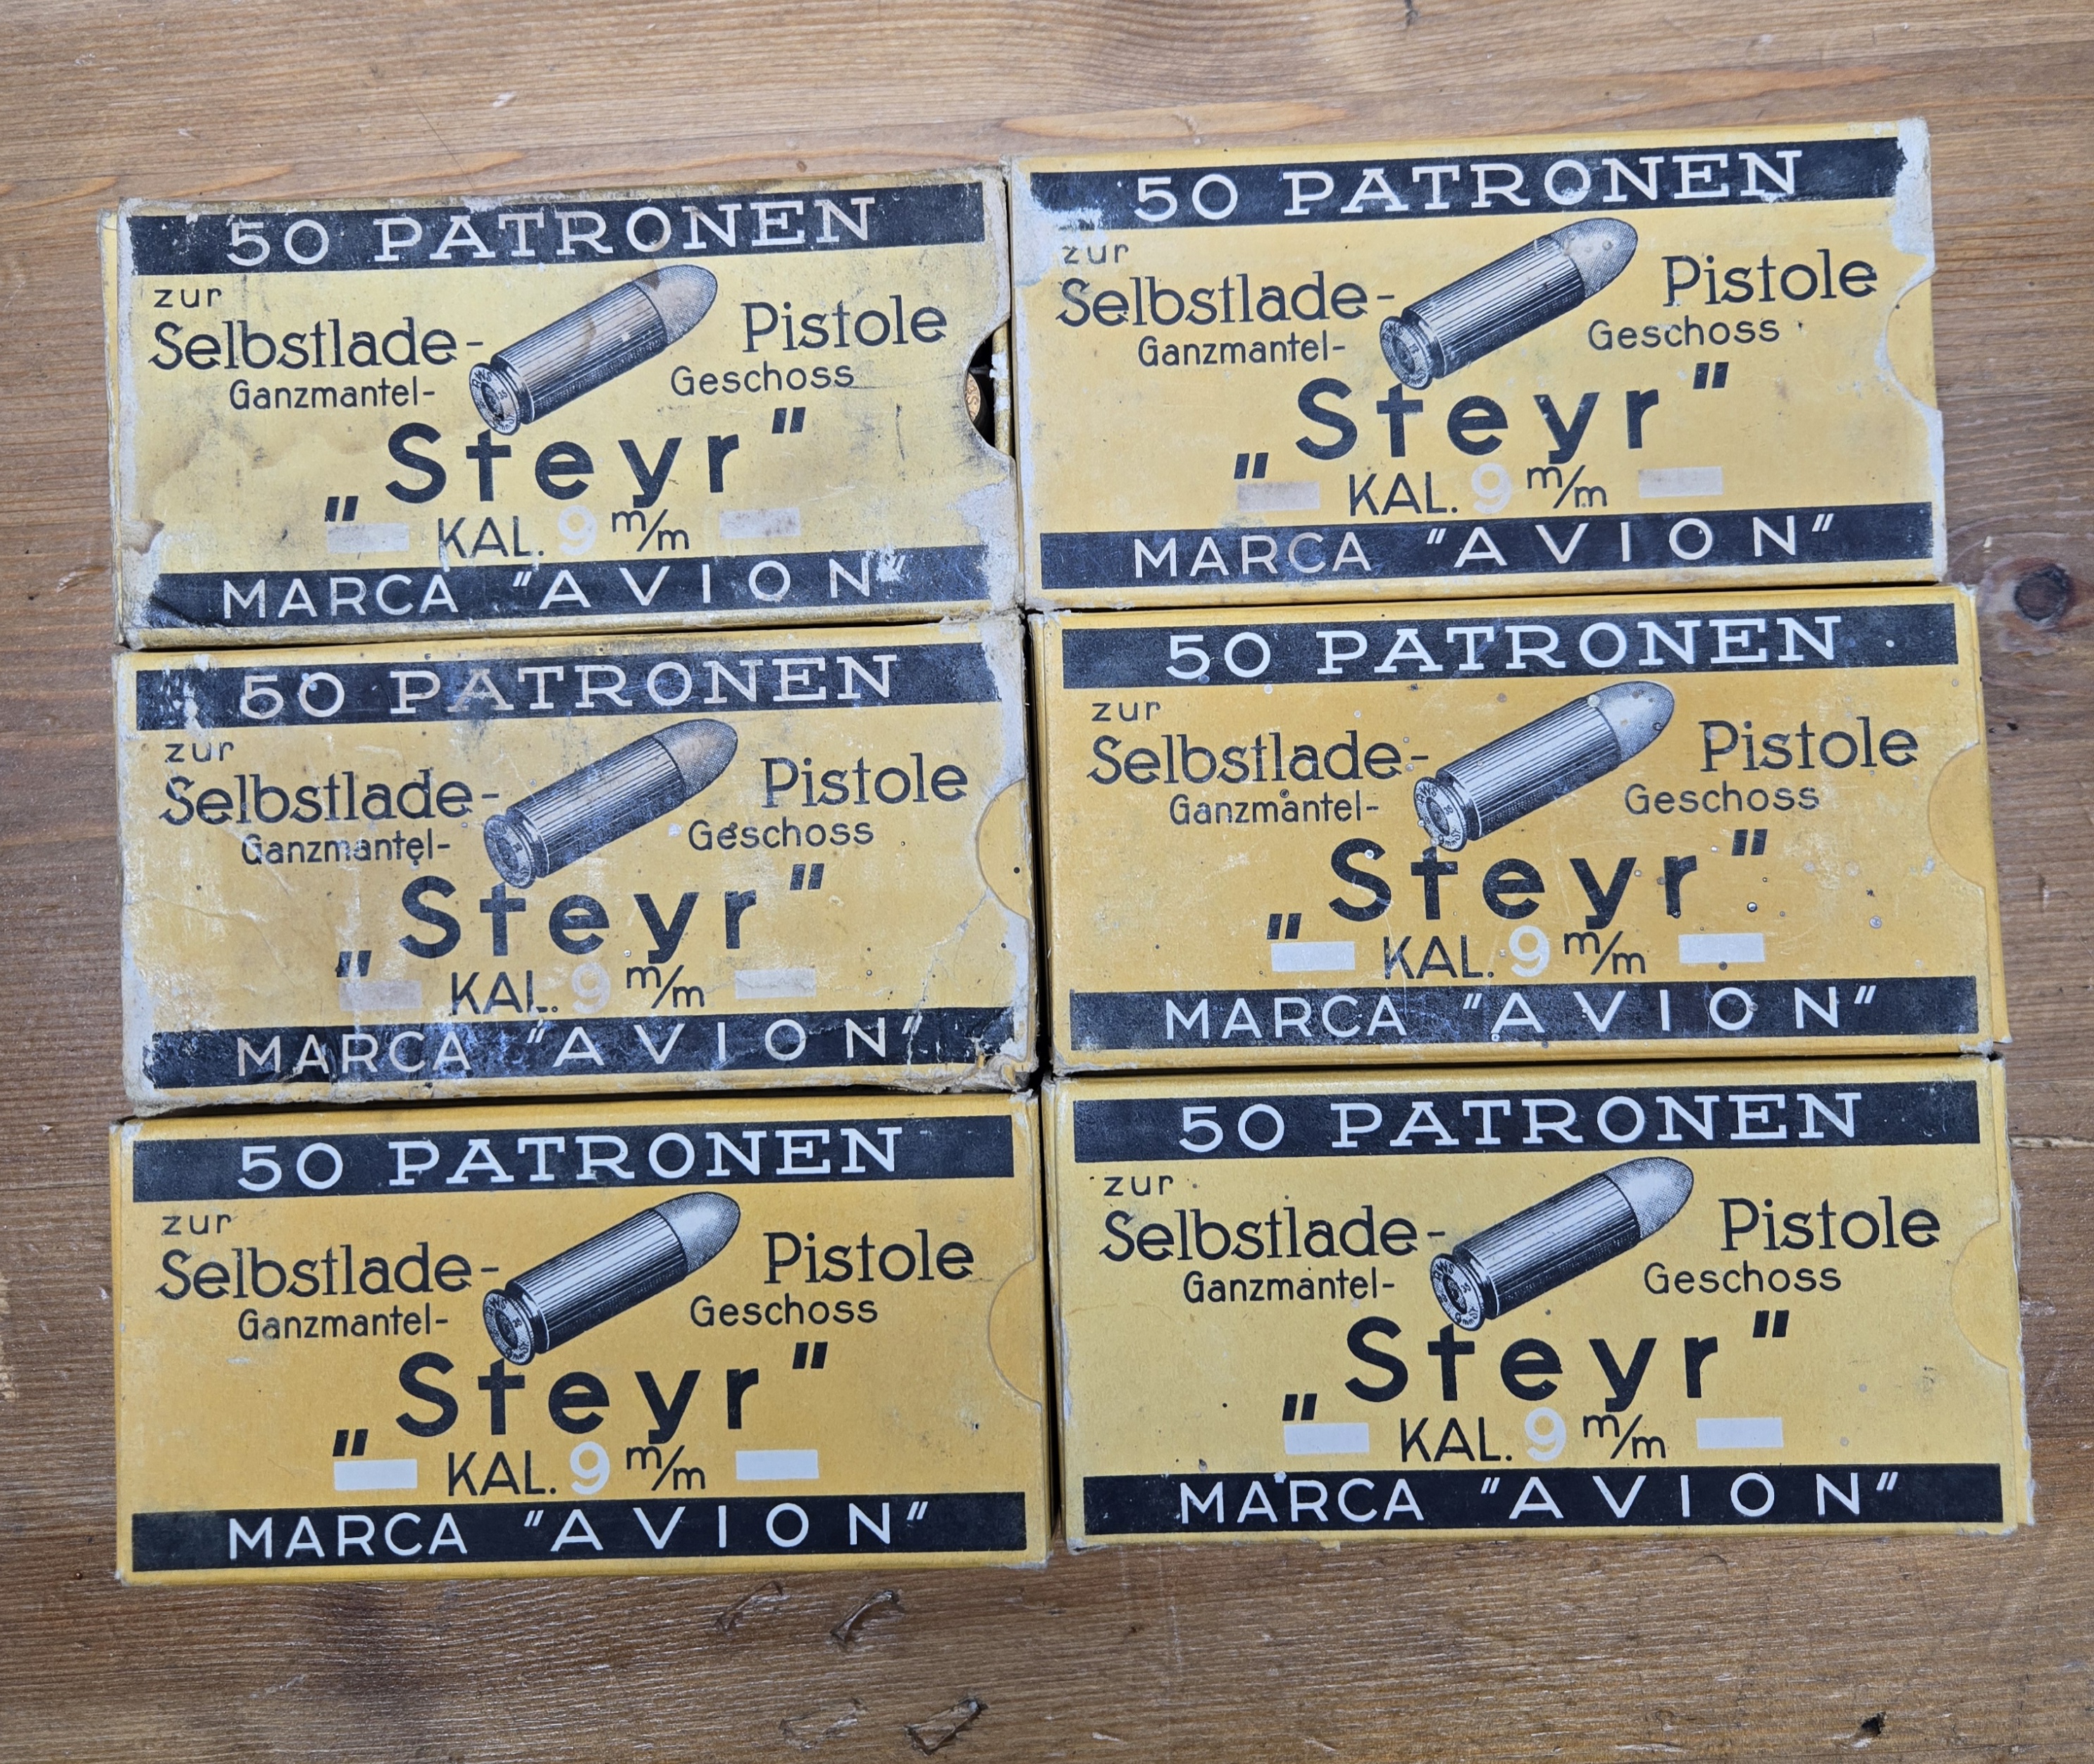 50 PATRONEN
zur
Selbstlade- Pistole
Ganzmantel- Geschoss
„Steyr"
KAL. 9 m/m
MARCA "AVION"
50 PATRONEN
zur
Selbstlade- Pistole
Ganzmantel- Geschoss
„Steyr"
KAL. 9 m/m
MARCA "AVION"
50 PATRONEN
zur
Selbstlade- Pistole
Ganzmantel- Geschoss
„Steyr"
KAL. 9 m/m
MARCA "AVION"
50 PATRONEN
zur
Selbstlade- Pistole
Ganzmantel- Geschoss
„Steyr"
KAL. 9 m/m
MARCA "AVION"
50 PATRONEN
zur
Selbstlade- Pistole
Ganzmantel- Geschoss
„Steyr"
KAL. 9 m/m
MARCA "AVION"
50 PATRONEN
zur
Selbstlade- Pistole
Ganzmantel- Geschoss
„Steyr"
KAL. 9 m/m
MARCA "AVION"